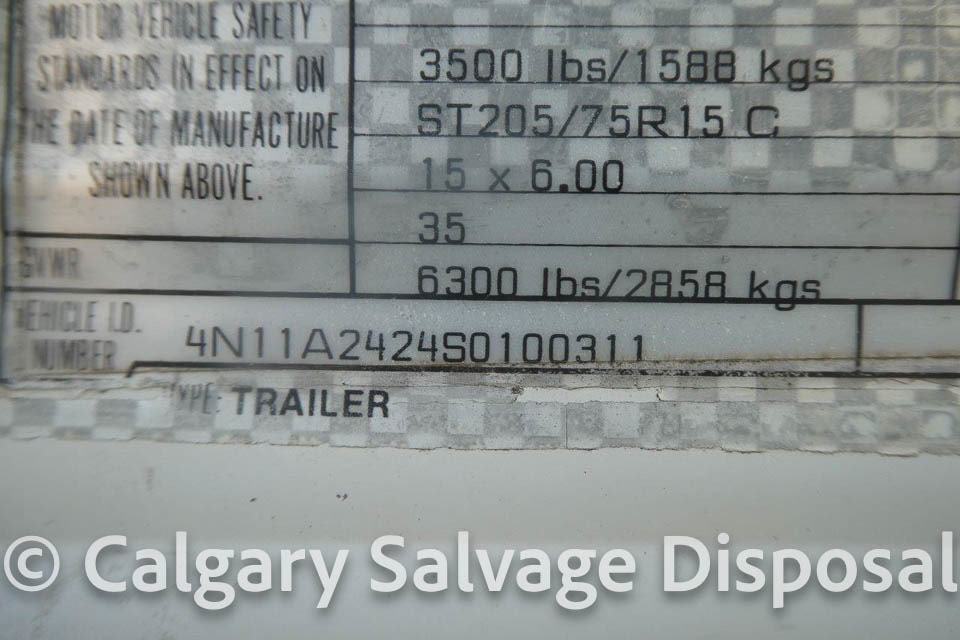 MOTOR VEHICLE SAFETY
STANDARDS IN EFFECT ON
THE DATE OF MANUFACTURE
SHOWN ABOVE.
3500 lbs/1588 kgs
ST205/75R15 C
15 x 6.00
35
GVWR
6300 lbs/2858 kgs
VEHICLE I.D.
NUMBER
4N11A2424S0100311
TYPE: TRAILER
© Calgary Salvage Disposal